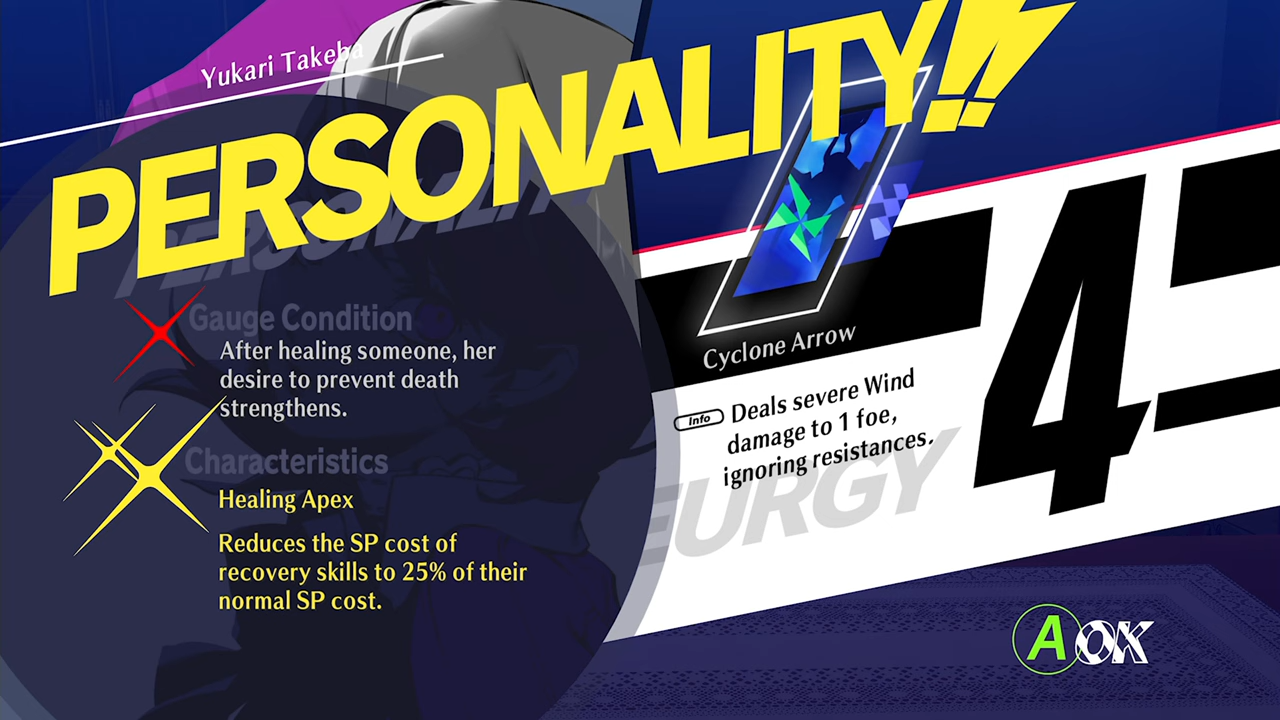 Yukari Takeba
PERSONALITY!!
PERSONALITY
Gauge Condition
After healing someone, her
desire to prevent death
strengthens.
Characteristics
Healing Apex
Reduces the SP cost of
recovery skills to 25% of their
normal SP cost.
Cyclone Arrow
Info Deals severe Wind
damage to 1 foe,
ignoring resistances.
EURGY
4
A OK